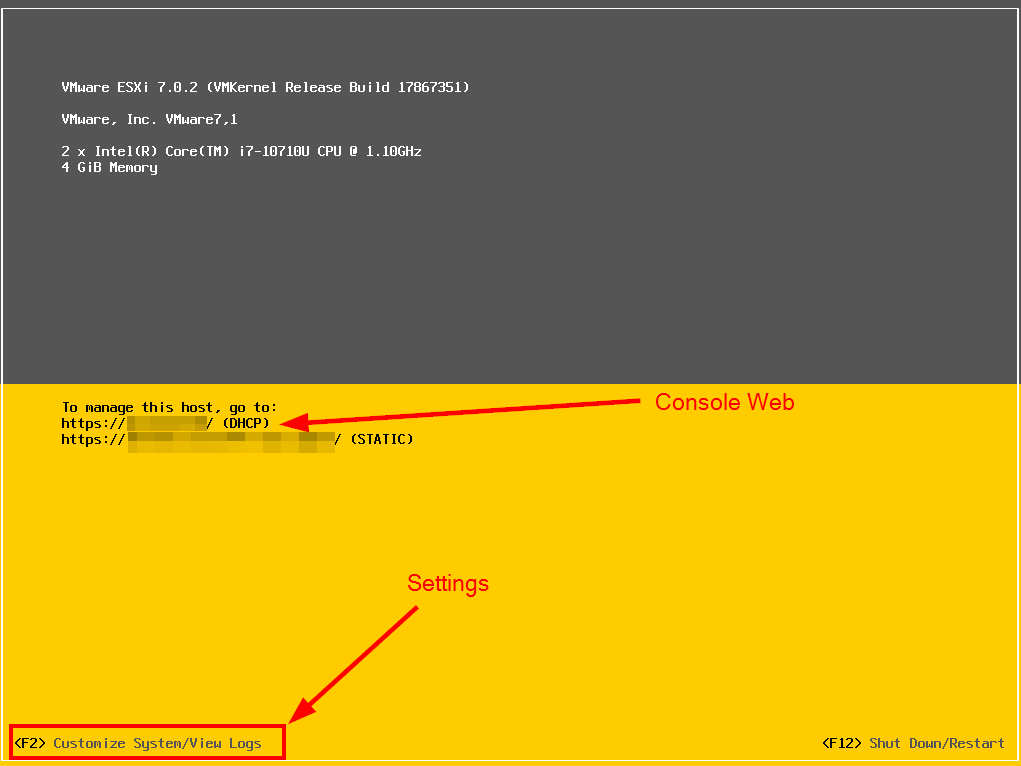 VMware ESXi 7.0.2 (VMKernel Release Build 17867351)
VMware, Inc. VMware7,1
2 x Intel(R) Core(TM) i7-10710U CPU @ 1.10GHz
4 GiB Memory
To manage this host, go to:
https:// / (DHCP)
Console Web
https:// / (STATIC)
Settings
<F2> Customize System/View Logs
<F12> Shut Down/Restart